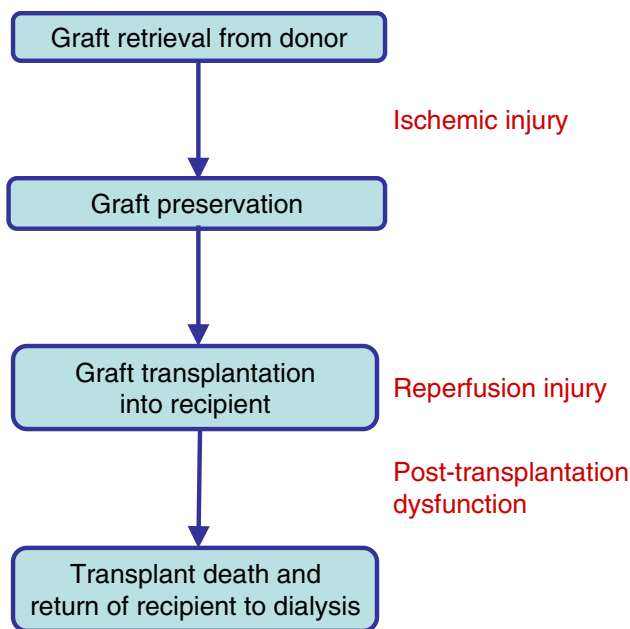 Graft retrieval from donor
Ischemic injury
Graft preservation
Graft transplantation
into recipient
Reperfusion injury
Post-transplantation
dysfunction
Transplant death and
return of recipient to dialysis